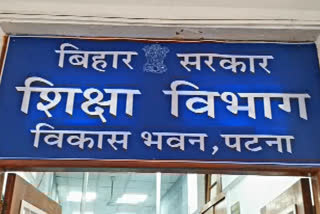 बिहार सरकार
शिक्षा विभाग
विकास भवन, पटना